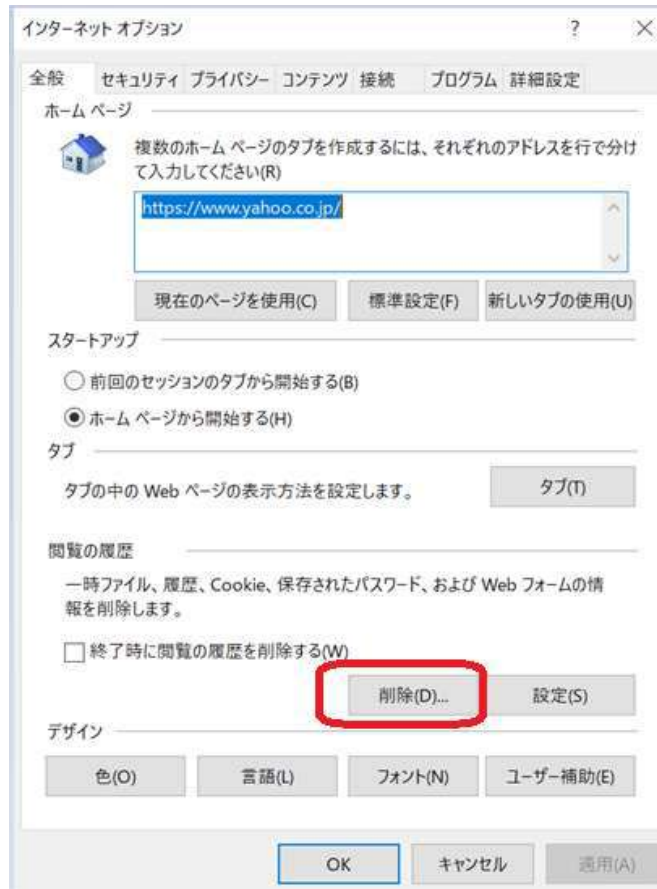 インターネット オプション ? ×
全般 セキュリティ プライバシー コンテンツ 接続 プログラム 詳細設定
ホーム ページ
複数のホーム ページのタブを作成するには、それぞれのアドレスを行で分け
て入力してください(R)
https://www.yahoo.co.jp/
現在のページを使用(C) 標準設定(F) 新しいタブの使用(U)
スタートアップ
前回のセッションのタブから開始する(B)
ホーム ページから開始する(H)
タブ
タブの中の Web ページの表示方法を設定します。 タブ(T)
閲覧の履歴
一時ファイル、履歴、Cookie、保存されたパスワード、および Web フォームの情
報を削除します。
終了時に閲覧の履歴を削除する(W)
削除(D)... 設定(S)
デザイン
色(O) 言語(L) フォント(N) ユーザー補助(E)
OK キャンセル 適用(A)